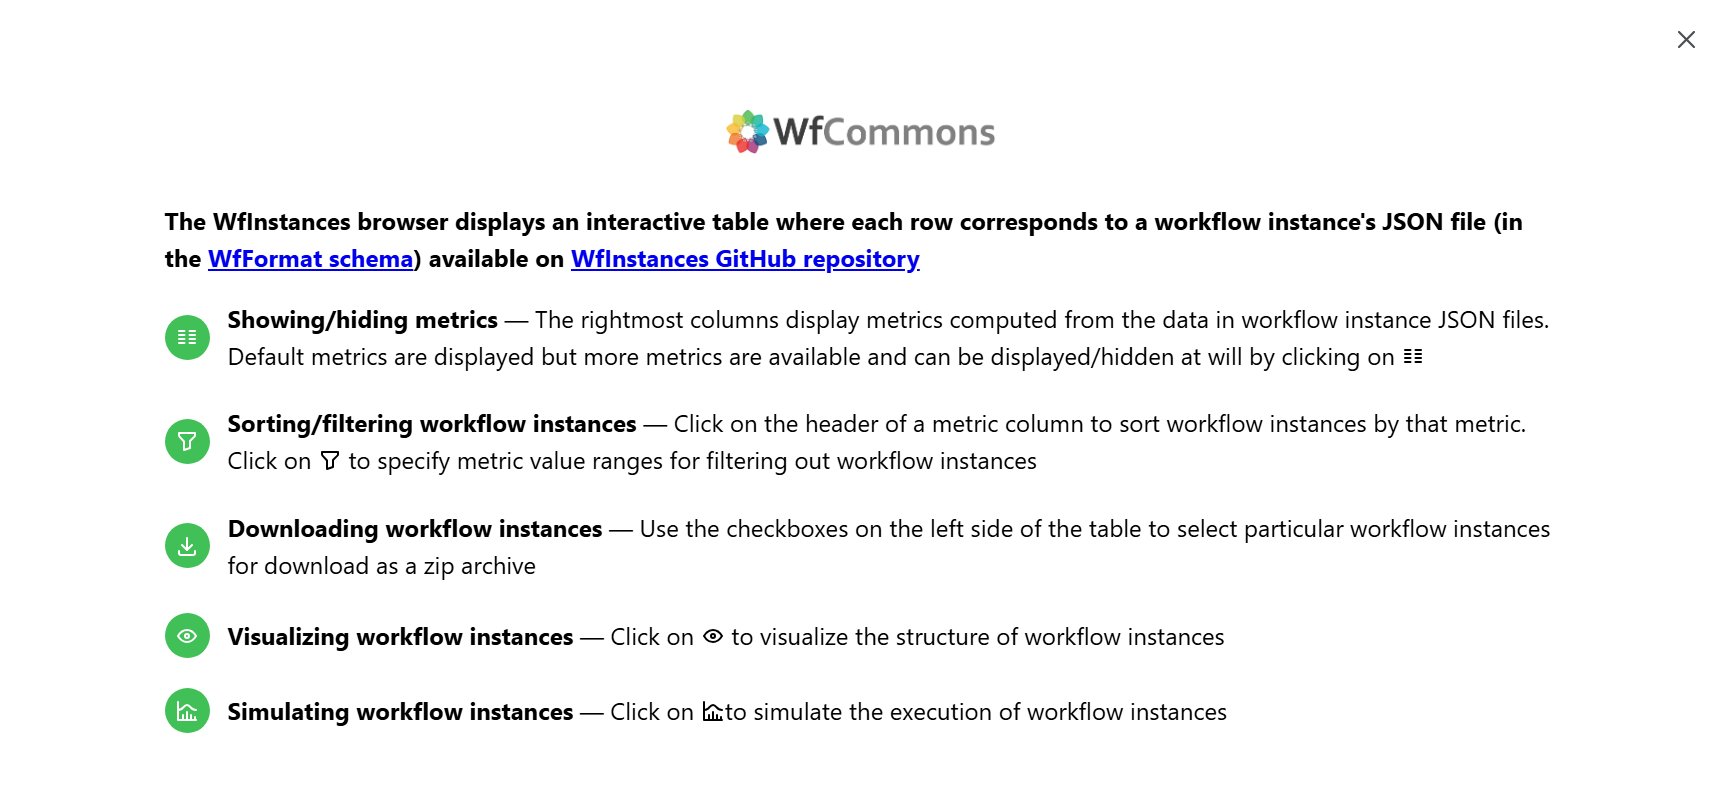 WfCommons
The WfInstances browser displays an interactive table where each row corresponds to a workflow instance's JSON file (in
the WfFormat schema) available on WfInstances GitHub repository
Showing/hiding metrics — The rightmost columns display metrics computed from the data in workflow instance JSON files.
Default metrics are displayed but more metrics are available and can be displayed/hidden at will by clicking on
Sorting/filtering workflow instances — Click on the header of a metric column to sort workflow instances by that metric.
Click on to specify metric value ranges for filtering out workflow instances
Downloading workflow instances — Use the checkboxes on the left side of the table to select particular workflow instances
for download as a zip archive
Visualizing workflow instances — Click on to visualize the structure of workflow instances
Simulating workflow instances — Click on to simulate the execution of workflow instances